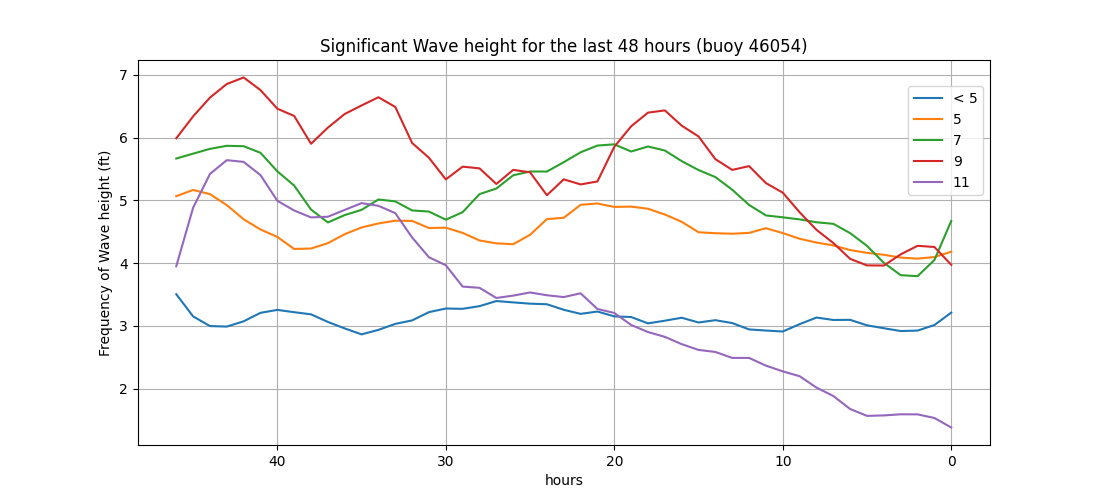 Significant Wave height for the last 48 hours (buoy 46054)
7
6
5
4
3
2
Frequency of Wave height (ft)
40 30 20 10 0
hours
< 5
5
7
9
11